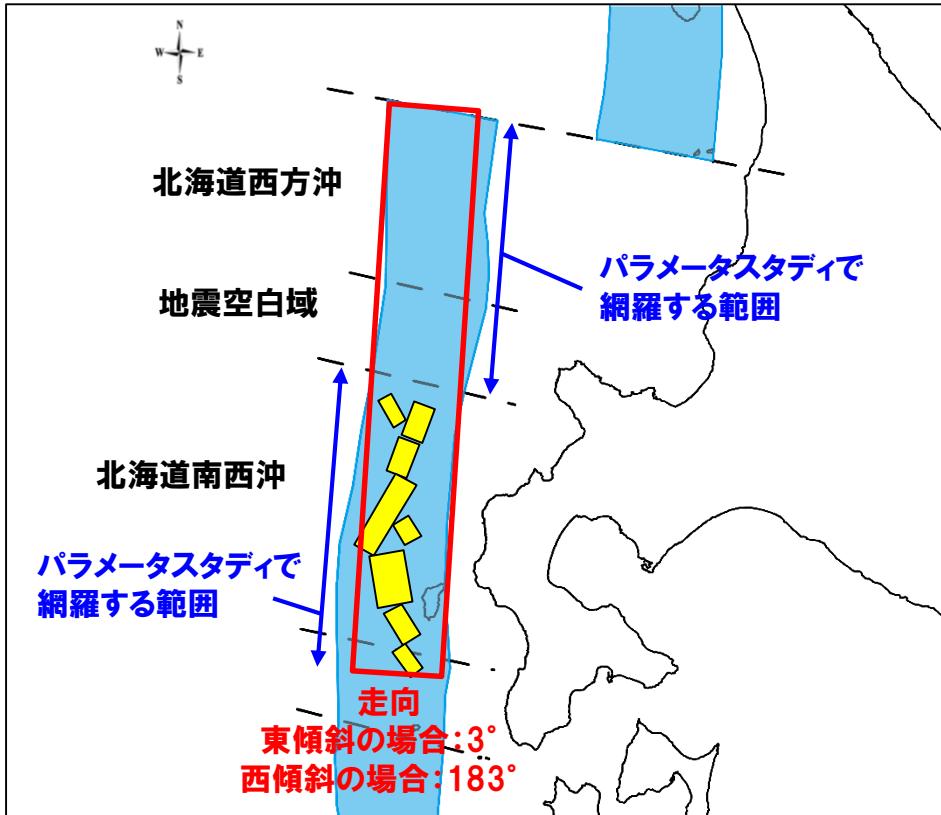 N
W E
S
北海道西方沖
地震空白域
パラメータスタディで
網羅する範囲
北海道南西沖
パラメータスタディで
網羅する範囲
走向
東傾斜の場合:3°
西傾斜の場合:183°